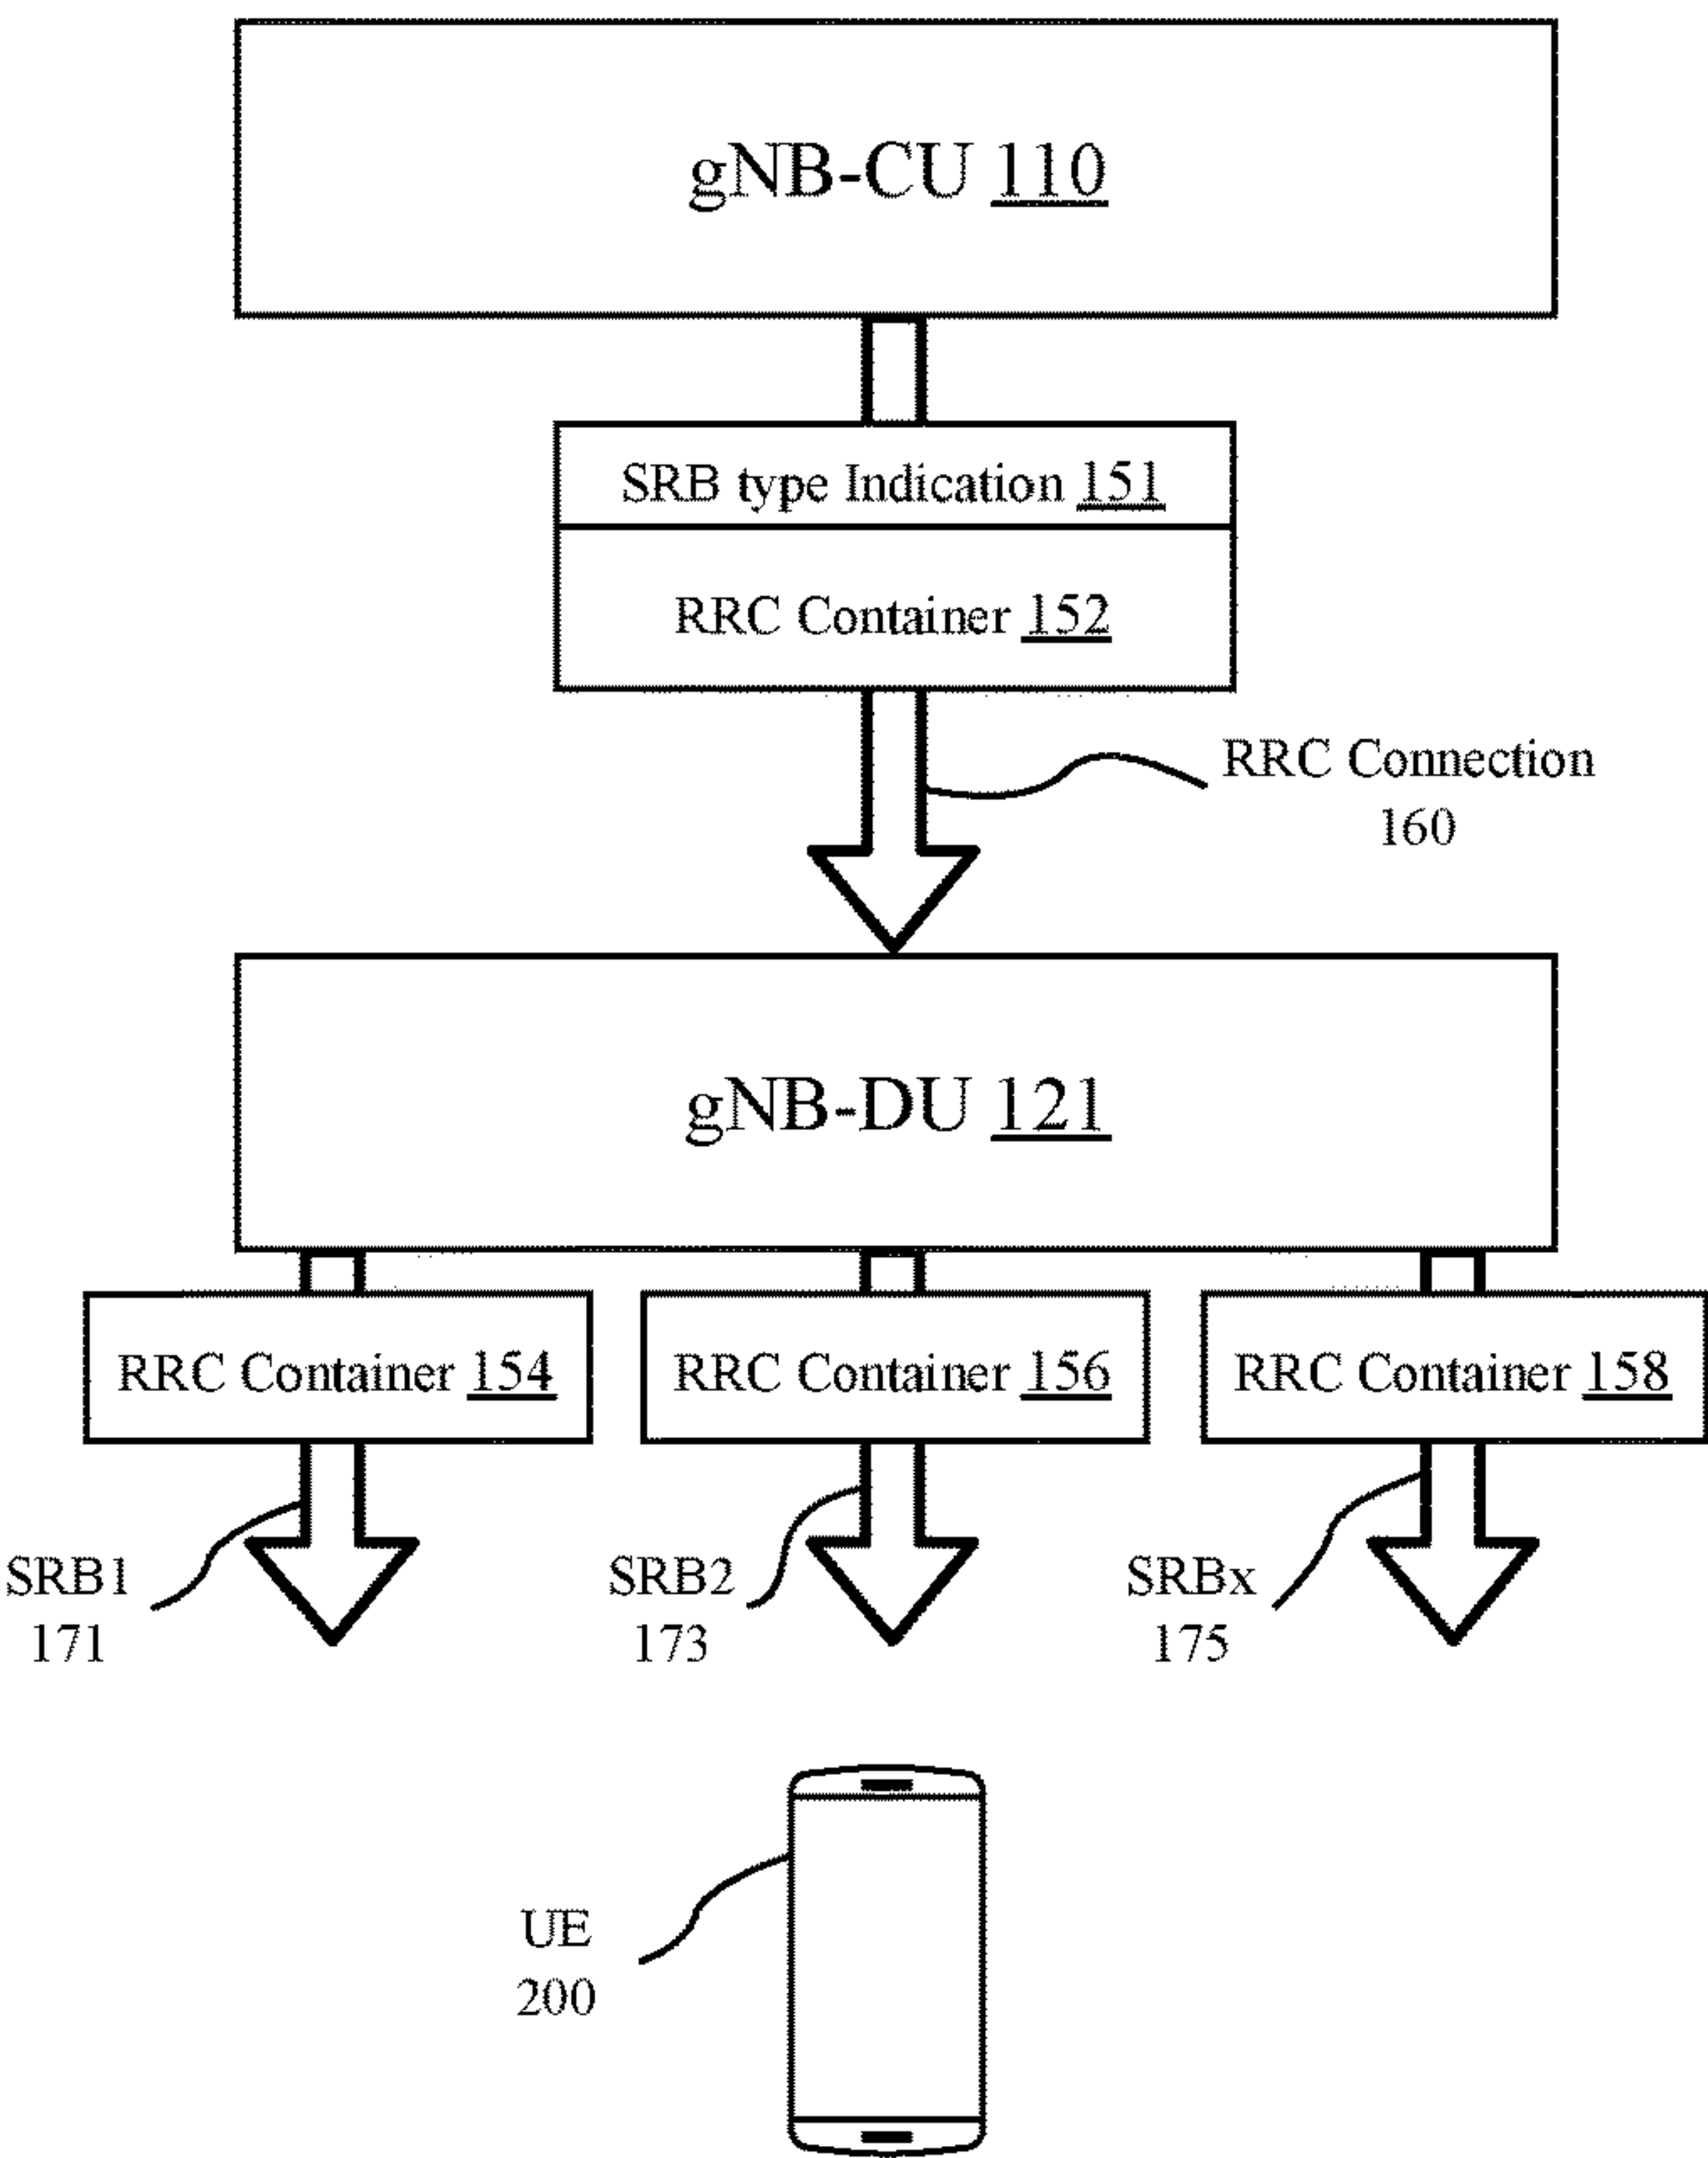 gNB-CU 110
SRB type Indication 151
RRC Container 152
RRC Connection
160
gNB-DU 121
RRC Container 154
RRC Container 156
RRC Container 158
SRB1
171
SRB2
173
SRBx
175
UE
200